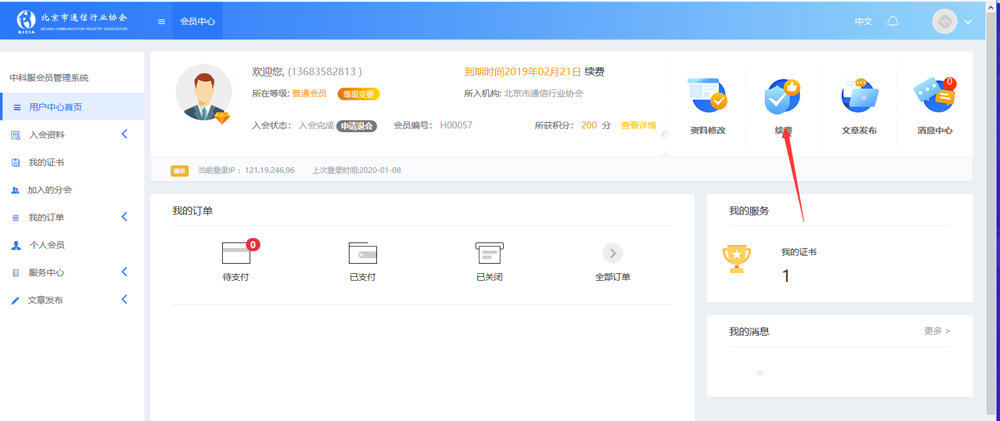 北京市通信行业协会
BEIJING COMMUNICATION INDUSTRY ASSOCIATION
BJCIA
会员中心
中文
中科服会员管理系统
用户中心首页
入会资料
我的证书
加入的分会
我的订单
个人会员
服务中心
文章发布
欢迎您, (13683582813 )
到期时间2019年02月21日 续费
所在等级: 普通会员 等级变更
所入机构: 北京市通信行业协会
入会状态： 入会完成 申请退会 会员编号： H00057 所获积分： 200 分 查看详情
资料修改
续费
文章发布
0
消息中心
提示 当前登录IP： 121.19.246.96 上次登录时间:2020-01-08
我的订单
0
待支付
已支付
已关闭
全部订单
我的服务
我的证书
1
我的消息
更多 >